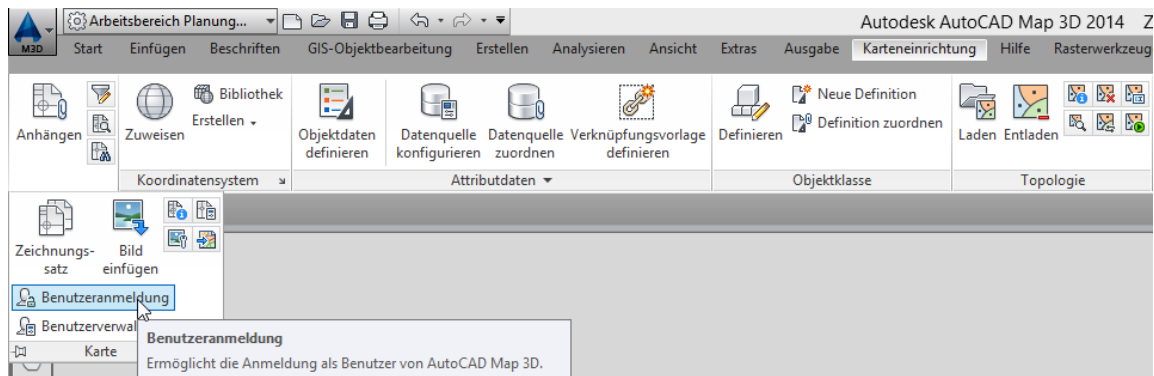 Arbeitsbereich Planung...
Autodesk AutoCAD Map 3D 2014 Z
M3D
Start Einfügen Beschriften GIS-Objektbearbeitung Erstellen Analysieren Ansicht Extras Ausgabe Karteneinrichtung Hilfe Rasterwerkzeug
Anhängen
Zuweisen
Bibliothek
Erstellen
Objektdaten
definieren
Datenquelle
konfigurieren
Datenquelle
zuordnen
Verknüpfungsvorlage
definieren
Definieren
Neue Definition
Definition zuordnen
Laden
Entladen
Koordinatensystem
Attributdaten
Objektklasse
Topologie
Zeichnungs-
satz
Bild
einfügen
Benutzeranmeldung
Benutzerverwal
Karte
Benutzeranmeldung
Ermöglicht die Anmeldung als Benutzer von AutoCAD Map 3D.